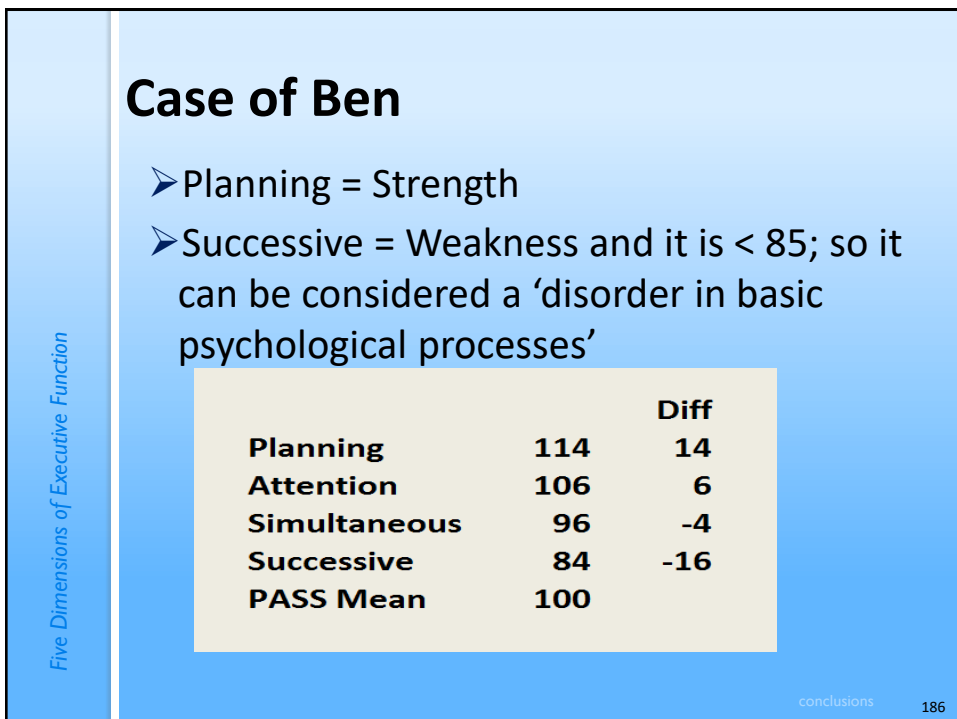 Case of Ben
➢Planning = Strength
➢Successive = Weakness and it is < 85; so it
can be considered a ‘disorder in basic
psychological processes’
Diff
Planning 114 14
Attention 106 6
Simultaneous 96 -4
Successive 84 -16
PASS Mean 100
Five Dimensions of Executive Function
conclusions 186